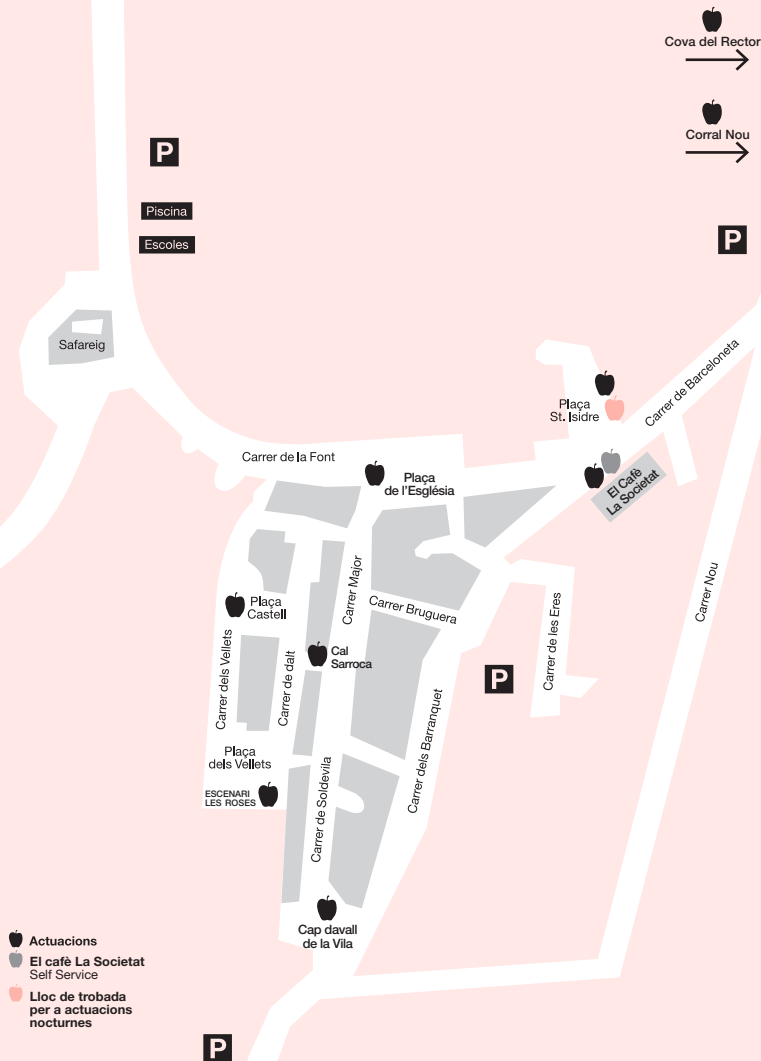 Cova del Rector
Corral Nou
P
Piscina
Escoles
P
Safareig
Carrer de Barceloneta
Plaça
St. Isidre
Carrer de la Font
Plaça
de l'Església
El Cafè
La Societat
Carrer Major
Carrer Nou
Plaça
Castell
Carrer Bruguera
Carrer de les Eres
Carrer dels Vellets
Carrer de dalt
Cal
Sarroca
P
Carrer dels Barranquet
Plaça
dels Vellets
ESCENARI
LES ROSES
Carrer de Soldevila
Cap davall
de la Vila
Actuacions
El cafè La Societat
Self Service
Lloc de trobada
per a actuacions
nocturnes
P